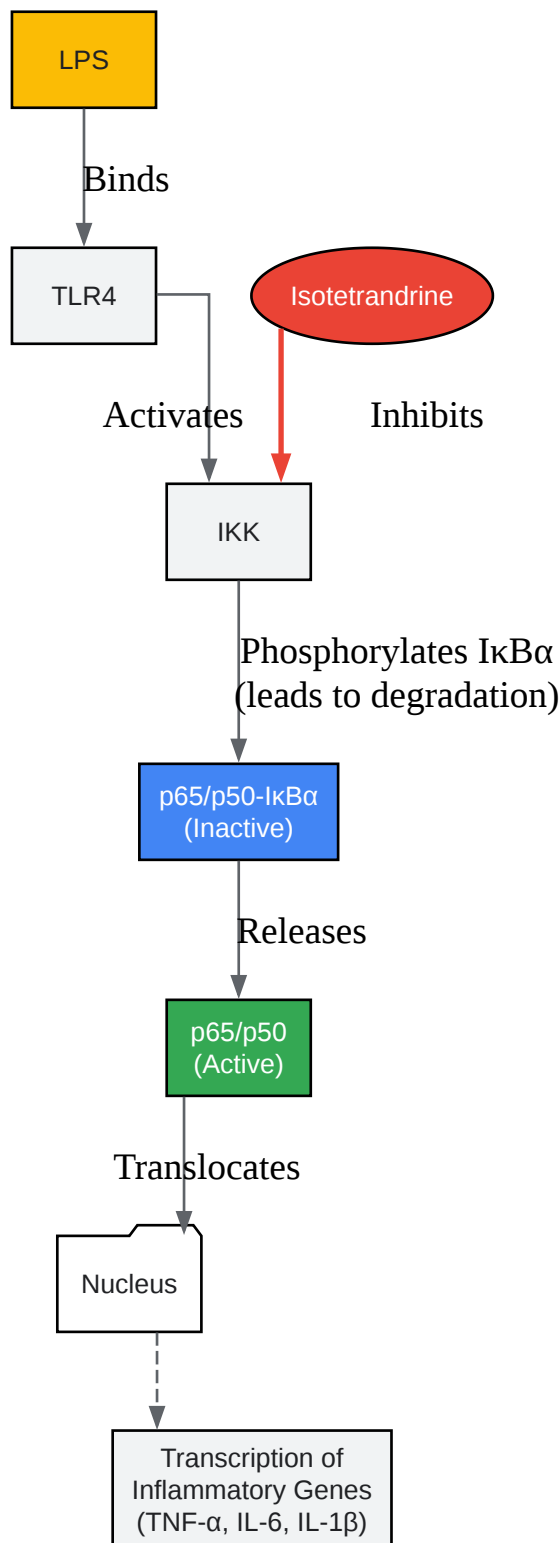 LPS
Binds
TLR4
Isotetrandrine
Activates
Inhibits
IKK
Phosphorylates IκBα
(leads to degradation)
p65/p50-IκBα
(Inactive)
Releases
p65/p50
(Active)
Translocates
Nucleus
Transcription of
Inflammatory Genes
(TNF-α, IL-6, IL-1β)